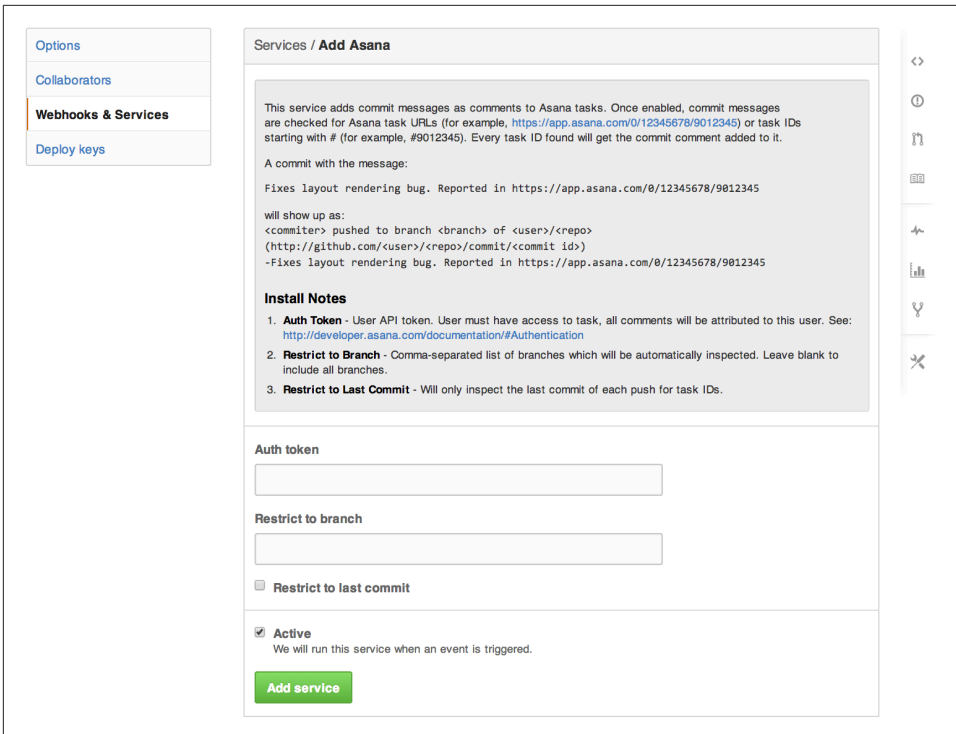 Options
Collaborators
Webhooks & Services
Deploy keys
Services / Add Asana
This service adds commit messages as comments to Asana tasks. Once enabled, commit messages
are checked for Asana task URLs (for example, https://app.asana.com/0/12345678/9012345) or task IDs
starting with # (for example, #9012345). Every task ID found will get the commit comment added to it.
A commit with the message:
Fixes layout rendering bug. Reported in https://app.asana.com/0/12345678/9012345
will show up as:
<commiter> pushed to branch <branch> of <user>/<repo>
(http://github.com/<user>/<repo>/commit/<commit id>)
-Fixes layout rendering bug. Reported in https://app.asana.com/0/12345678/9012345
Install Notes
1. Auth Token - User API token. User must have access to task, all comments will be attributed to this user. See:
http://developer.asana.com/documentation/#Authentication
2. Restrict to Branch - Comma-separated list of branches which will be automatically inspected. Leave blank to
include all branches.
3. Restrict to Last Commit - Will only inspect the last commit of each push for task IDs.
Auth token
Restrict to branch
Restrict to last commit
Active
We will run this service when an event is triggered.
Add service